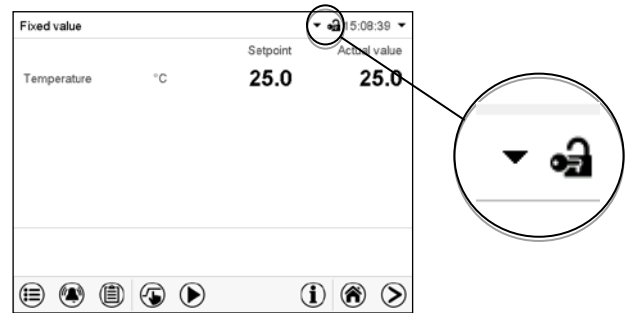 Fixed value 15:08:39
Setpoint Actual value
Temperature °C 25.0 25.0